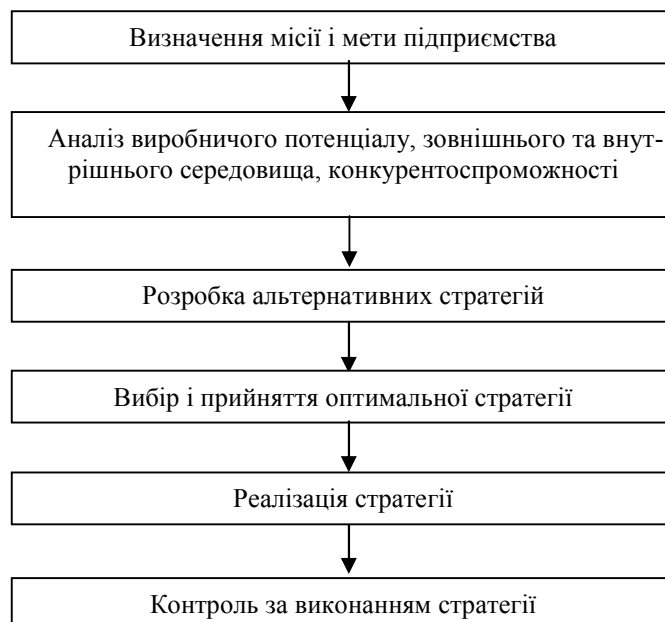 Визначення місії і мети підприємства
Аналіз виробничого потенціалу, зовнішнього та внут-
рішнього середовища, конкурентоспроможності
Розробка альтернативних стратегій
Вибір і прийняття оптимальної стратегії
Реалізація стратегії
Контроль за виконанням стратегії